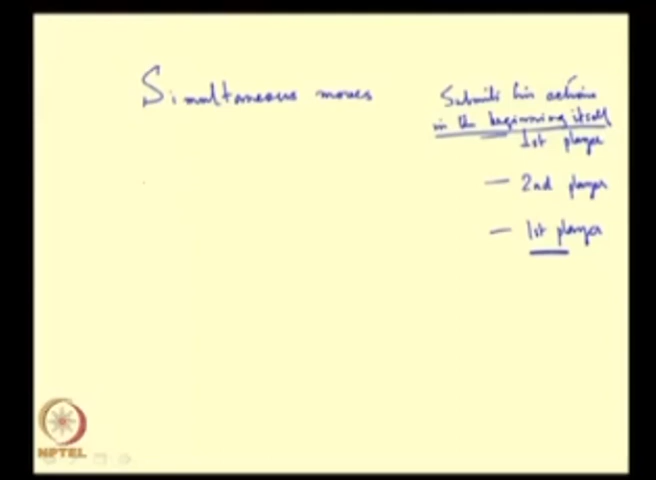 Simultaneous moves
Submits his actions
in the beginning itself
— 1st player
— 2nd player
— 1st player
NPTEL